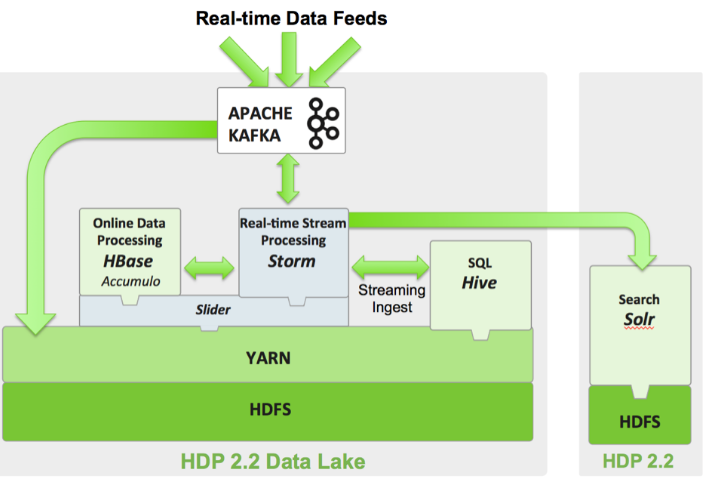 Real-time Data Feeds
APACHE
KAFKA
Online Data
Processing
HBase
Accumulo
Real-time Stream
Processing
Storm
Streaming
Ingest
SQL
Hive
Search
Solr
Slider
YARN
HDFS
HDFS
HDP 2.2 Data Lake
HDP 2.2